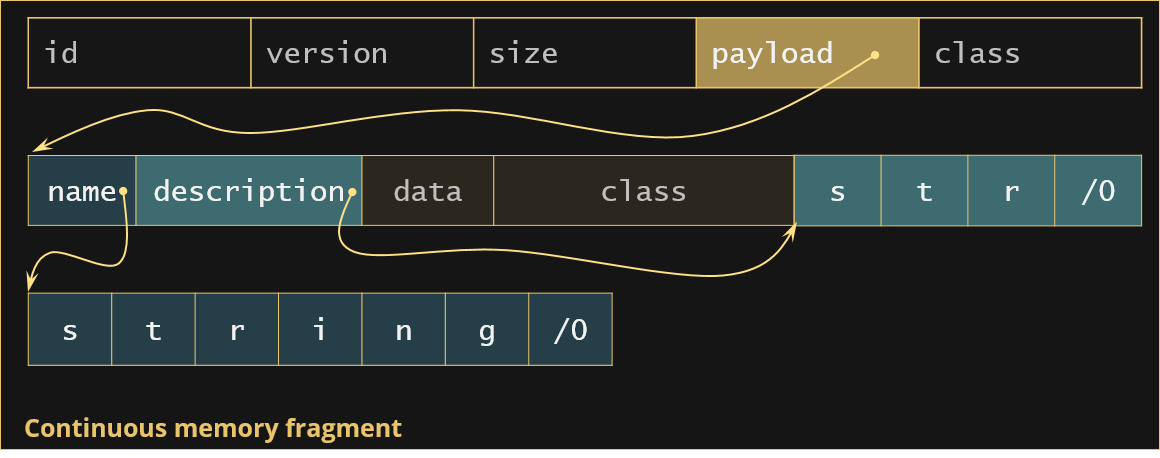 id version size payload class
name description data class s t r /0
s t r i n g /0
Continuous memory fragment